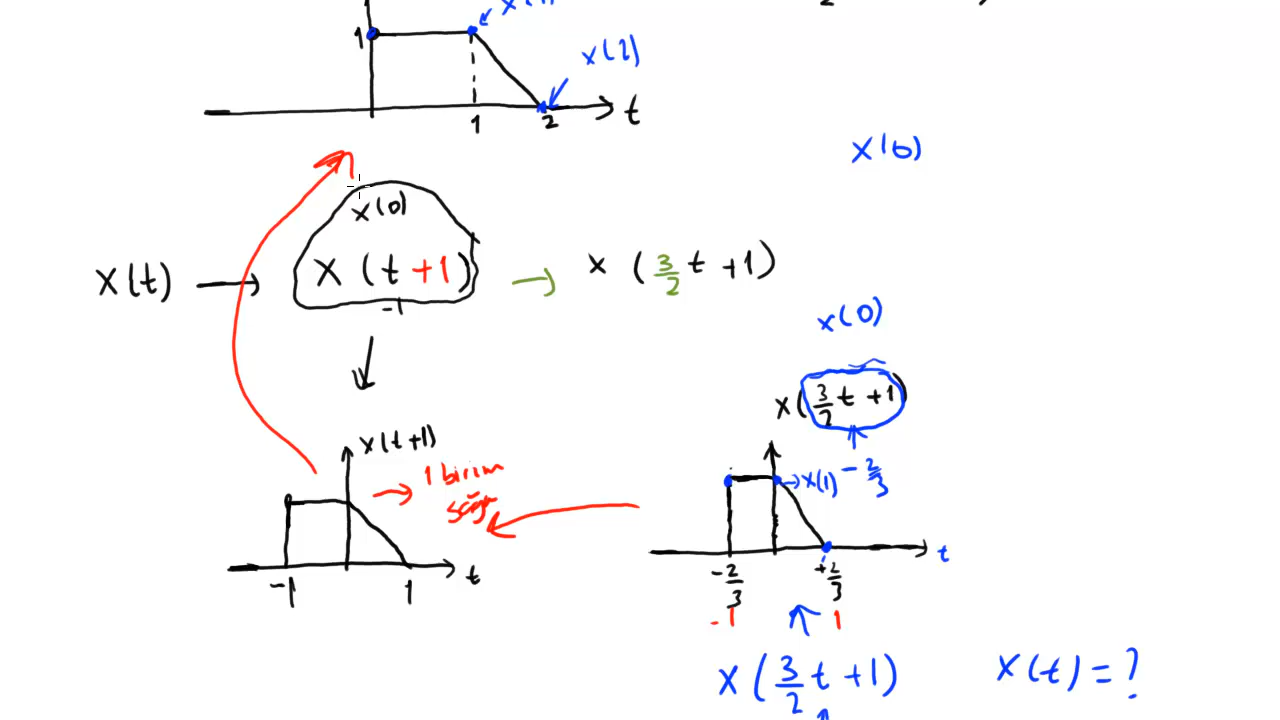 1
x(2)
1
2
t
x(0)
x(0)
x(t) → x(t+1) → x(3/2 t +1)
-1
x(0)
x(3/2 t +1)
x(t+1)
1 birim
sağa
-1
1
t
x(1)
-2/3
-2/3
+2/3
t
-1
1
x(3/2 t +1)
x(t) = ?